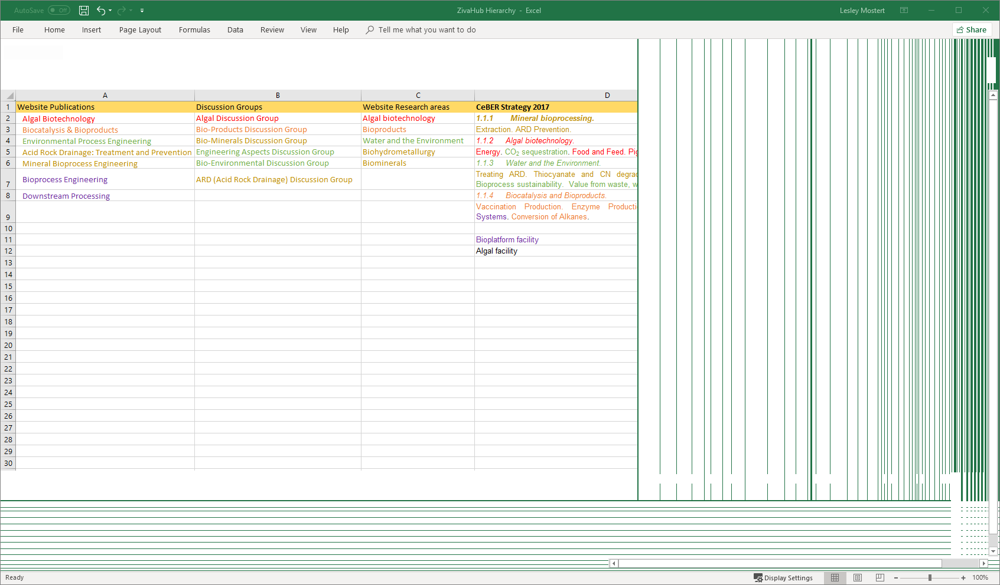 AutoSave Off ZivaHub Hierarchy - Excel Lesley Mostert
File Home Insert Page Layout Formulas Data Review View Help Tell me what you want to do Share
A B C D
1 Website Publications Discussion Groups Website Research areas CeBER Strategy 2017
2 Algal Biotechnology Algal Discussion Group Algal biotechnology 1.1.1 Mineral bioprocessing.
3 Biocatalysis & Bioproducts Bio-Products Discussion Group Bioproducts Extraction. ARD Prevention.
4 Environmental Process Engineering Bio-Minerals Discussion Group Water and the Environment 1.1.2 Algal biotechnology.
5 Acid Rock Drainage: Treatment and Prevention Engineering Aspects Discussion Group Biohydrometallurgy Energy. CO₂ sequestration. Food and Feed. Pig
6 Mineral Bioprocess Engineering Bio-Environmental Discussion Group Biominerals 1.1.3 Water and the Environment.
7 Bioprocess Engineering ARD (Acid Rock Drainage) Discussion Group Treating ARD. Thiocyanate and CN degrad
Bioprocess sustainability. Value from waste, w
8 Downstream Processing 1.1.4 Biocatalysis and Bioproducts.
9 Vaccination Production. Enzyme Producti
Systems. Conversion of Alkanes.
10
11 Bioplatform facility
12 Algal facility
13
14
15
16
17
18
19
20
21
22
23
24
25
26
27
28
29
30
Ready Display Settings 100%